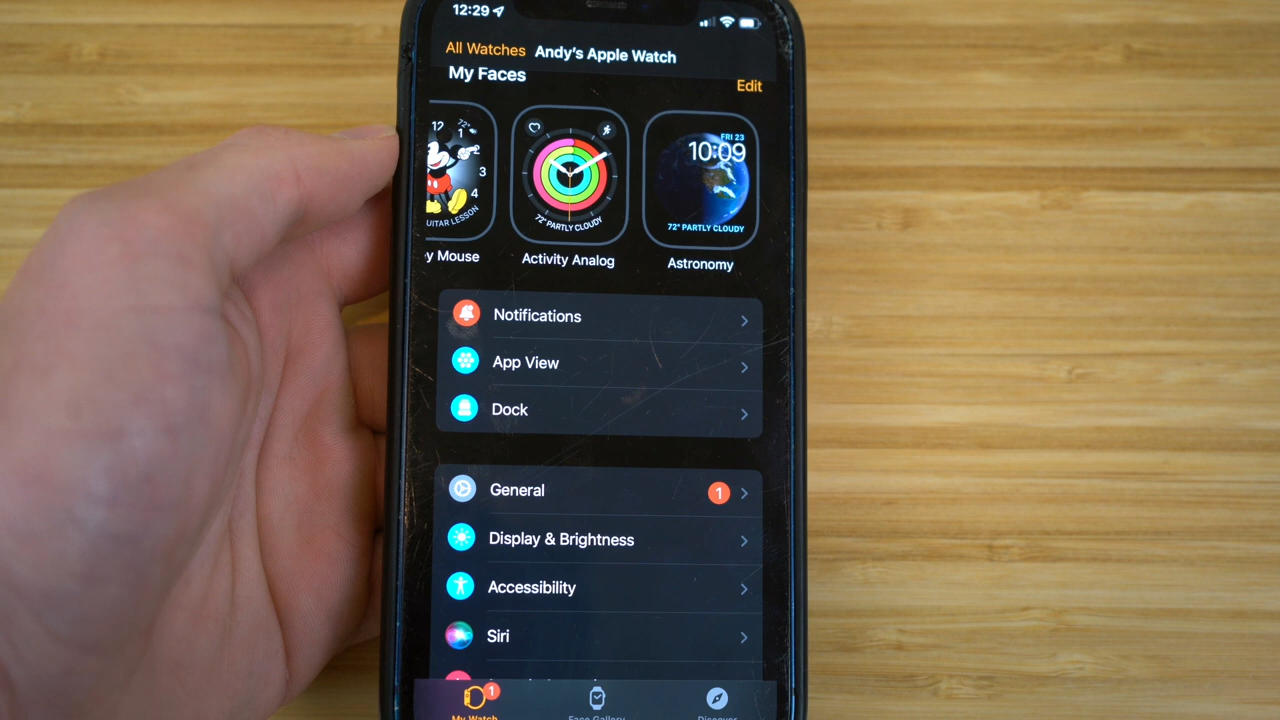 12:29
All Watches Andy's Apple Watch
My Faces
Edit
12
72°
1
2
3
4
UITAR LESSON
72° PARTLY CLOUDY
FRI 23
10:09
72° PARTLY CLOUDY
y Mouse
Activity Analog
Astronomy
Notifications
App View
Dock
General
1
Display & Brightness
Accessibility
Siri
1
My Watch
Face Gallery
Discover